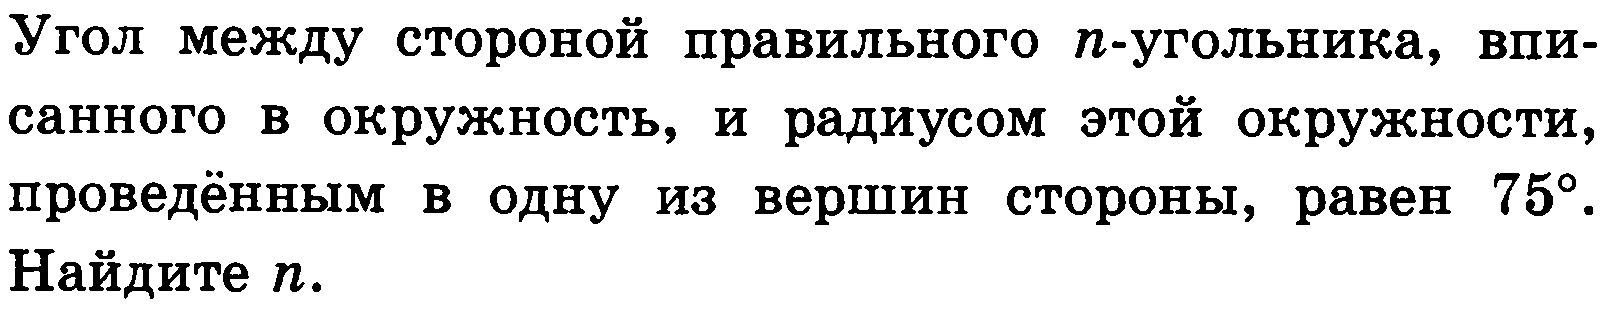 Угол между стороной правильного n-угольника, впи-
санного в окружность, и радиусом этой окружности,
проведённым в одну из вершин стороны, равен 75°.
Найдите n.